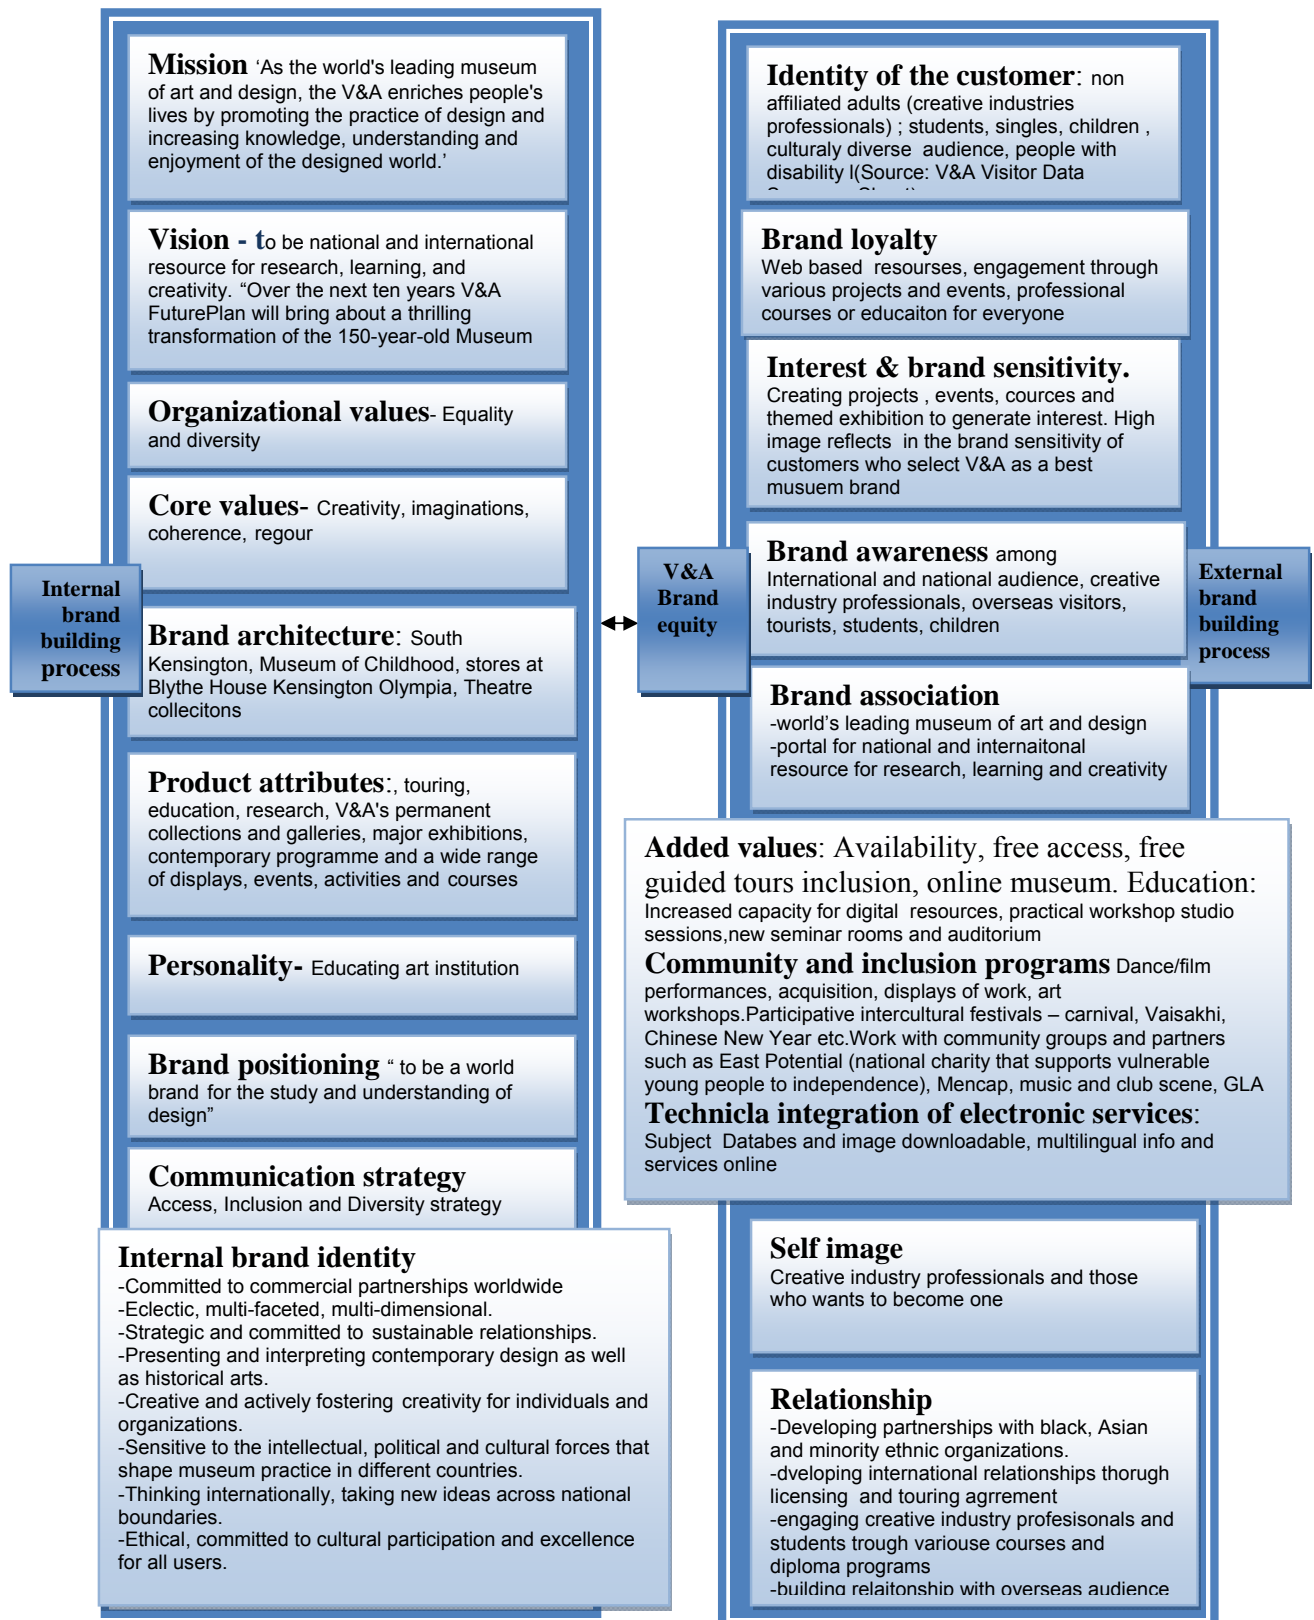 Mission ‘As the world's leading museum
of art and design, the V&A enriches people's
lives by promoting the practice of design and
increasing knowledge, understanding and
enjoyment of the designed world.’
Vision - to be national and international
resource for research, learning, and
creativity. “Over the next ten years V&A
FuturePlan will bring about a thrilling
transformation of the 150-year-old Museum
Organizational values- Equality
and diversity
Core values- Creativity, imaginations,
coherence, regour
Internal
brand
building
process
Brand architecture: South
Kensington, Museum of Childhood, stores at
Blythe House Kensington Olympia, Theatre
collecitons
Product attributes:, touring,
education, research, V&A's permanent
collections and galleries, major exhibitions,
contemporary programme and a wide range
of displays, events, activities and courses
Personality- Educating art institution
Brand positioning “ to be a world
brand for the study and understanding of
design”
Communication strategy
Access, Inclusion and Diversity strategy
Internal brand identity
-Committed to commercial partnerships worldwide
-Eclectic, multi-faceted, multi-dimensional.
-Strategic and committed to sustainable relationships.
-Presenting and interpreting contemporary design as well
as historical arts.
-Creative and actively fostering creativity for individuals and
organizations.
-Sensitive to the intellectual, political and cultural forces that
shape museum practice in different countries.
-Thinking internationally, taking new ideas across national
boundaries.
-Ethical, committed to cultural participation and excellence
for all users.
V&A
Brand
equity
Identity of the customer: non
affiliated adults (creative industries
professionals) ; students, singles, children ,
culturaly diverse audience, people with
disability l(Source: V&A Visitor Data
Brand loyalty
Web based resourses, engagement through
various projects and events, professional
courses or educaiton for everyone
Interest & brand sensitivity.
Creating projects , events, cources and
themed exhibition to generate interest. High
image reflects in the brand sensitivity of
customers who select V&A as a best
musuem brand
Brand awareness among
International and national audience, creative
industry professionals, overseas visitors,
tourists, students, children
External
brand
building
process
Brand association
-world’s leading museum of art and design
-portal for national and internaitonal
resource for research, learning and creativity
Added values: Availability, free access, free
guided tours inclusion, online museum. Education:
Increased capacity for digital resources, practical workshop studio
sessions,new seminar rooms and auditorium
Community and inclusion programs Dance/film
performances, acquisition, displays of work, art
workshops.Participative intercultural festivals – carnival, Vaisakhi,
Chinese New Year etc.Work with community groups and partners
such as East Potential (national charity that supports vulnerable
young people to independence), Mencap, music and club scene, GLA
Technicla integration of electronic services:
Subject Databes and image downloadable, multilingual info and
services online
Self image
Creative industry professionals and those
who wants to become one
Relationship
-Developing partnerships with black, Asian
and minority ethnic organizations.
-dveloping international relationships thorugh
licensing and touring agrrement
-engaging creative industry profesisonals and
students trough variouse courses and
diploma programs
-building relaitonship with overseas audience